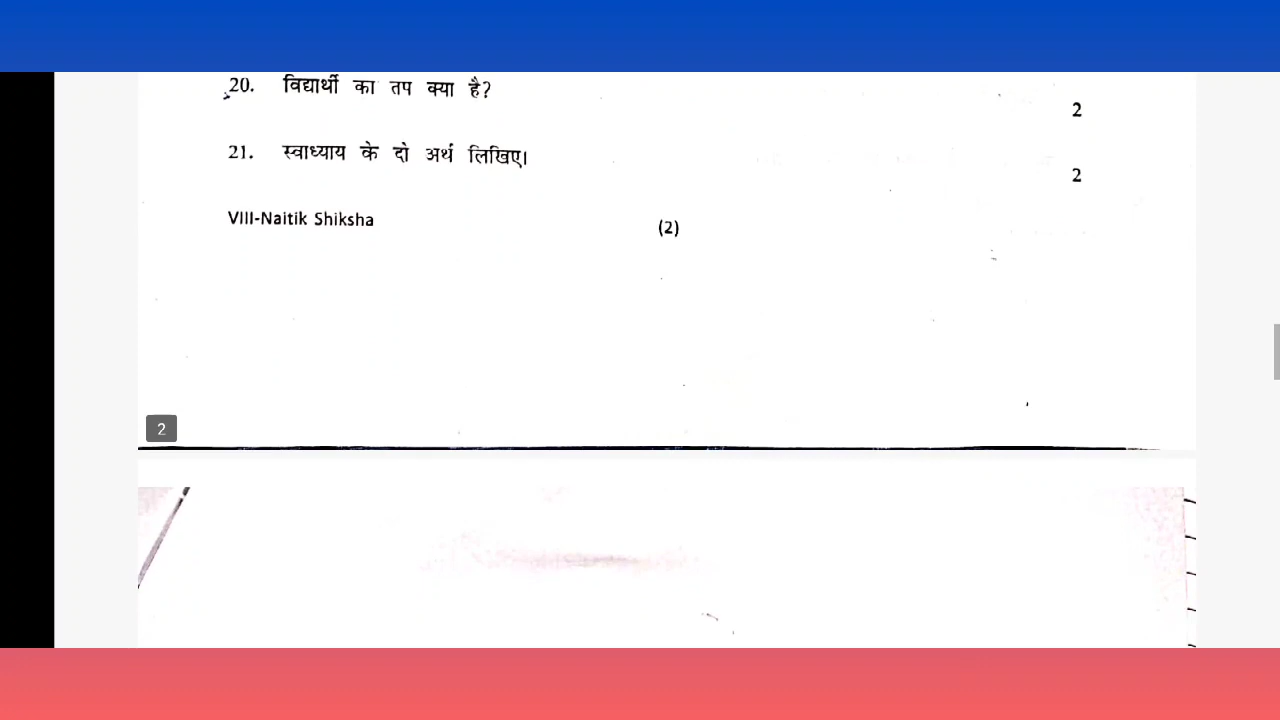 20. विद्यार्थी का तप क्या है?
2
21. स्वाध्याय के दो अर्थ लिखिए।
2
VIII-Naitik Shiksha
(2)
2